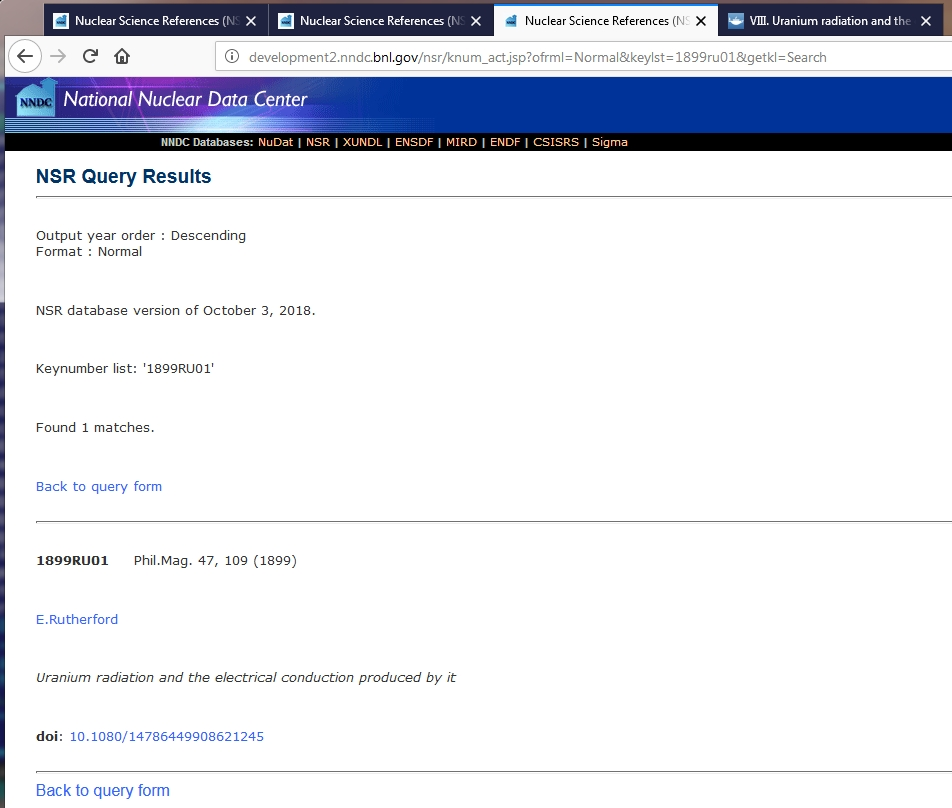 Nuclear Science References (NS
Nuclear Science References (NS
Nuclear Science References (NS
VIII. Uranium radiation and the
development2.nndc.bnl.gov/nsr/knum_act.jsp?ofrml=Normal&keylst=1899ru01&getkl=Search
NNDC National Nuclear Data Center
NNDC Databases: NuDat | NSR | XUNDL | ENSDF | MIRD | ENDF | CSISRS | Sigma
NSR Query Results
Output year order : Descending
Format : Normal
NSR database version of October 3, 2018.
Keynumber list: '1899RU01'
Found 1 matches.
Back to query form
1899RU01 Phil.Mag. 47, 109 (1899)
E.Rutherford
Uranium radiation and the electrical conduction produced by it
doi: 10.1080/14786449908621245
Back to query form